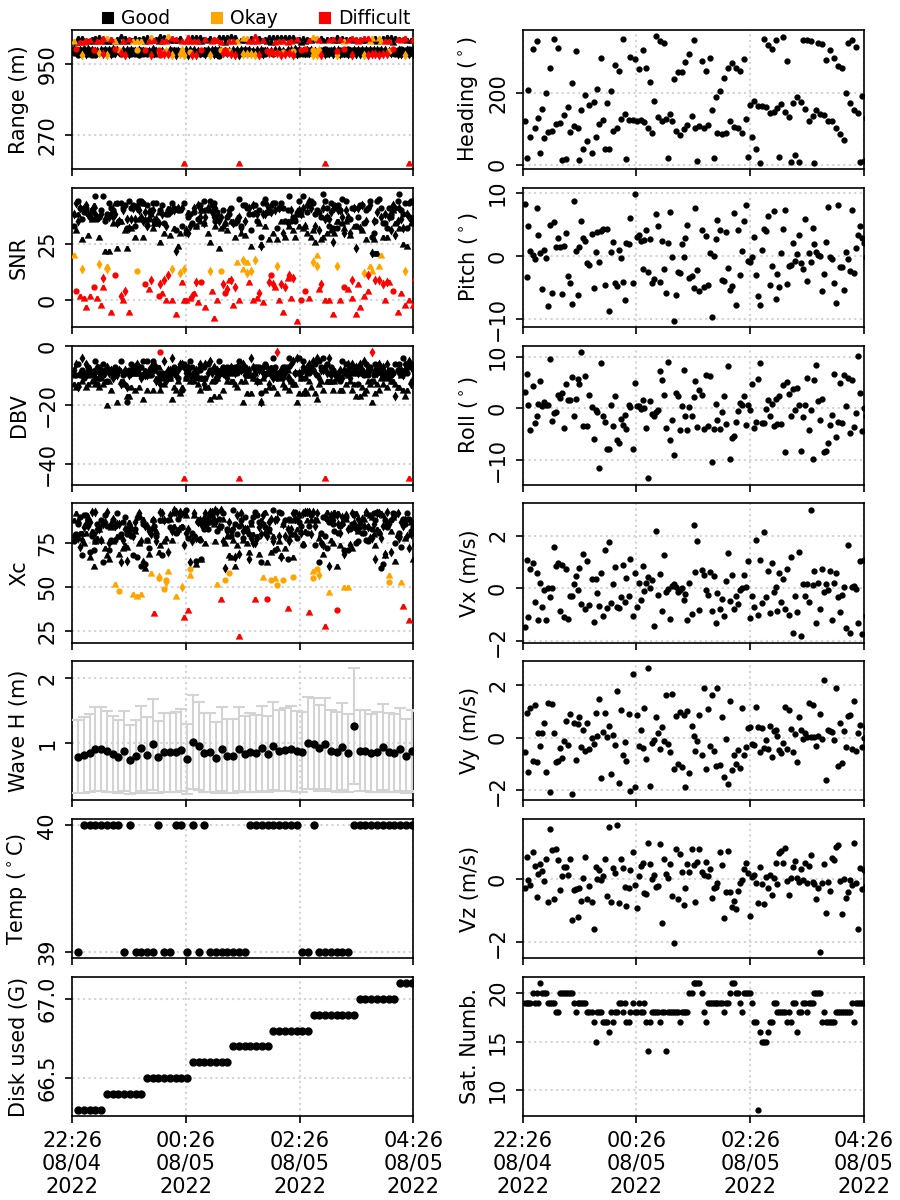 Good Okay Difficult
Range (m)
950
270
Heading (°)
200
0
SNR
25
0
Pitch (°)
10
0
−10
DBV
0
−20
−40
Roll (°)
10
0
−10
Xc
75
50
25
Vx (m/s)
2
0
−2
Wave H (m)
2
1
Vy (m/s)
2
0
−2
Temp (°C)
40
39
Vz (m/s)
0
−2
Disk used (G)
67.0
66.5
Sat. Numb.
20
15
10
22:26 00:26 02:26 04:26
08/04 08/05 08/05 08/05
2022 2022 2022 2022
22:26 00:26 02:26 04:26
08/04 08/05 08/05 08/05
2022 2022 2022 2022